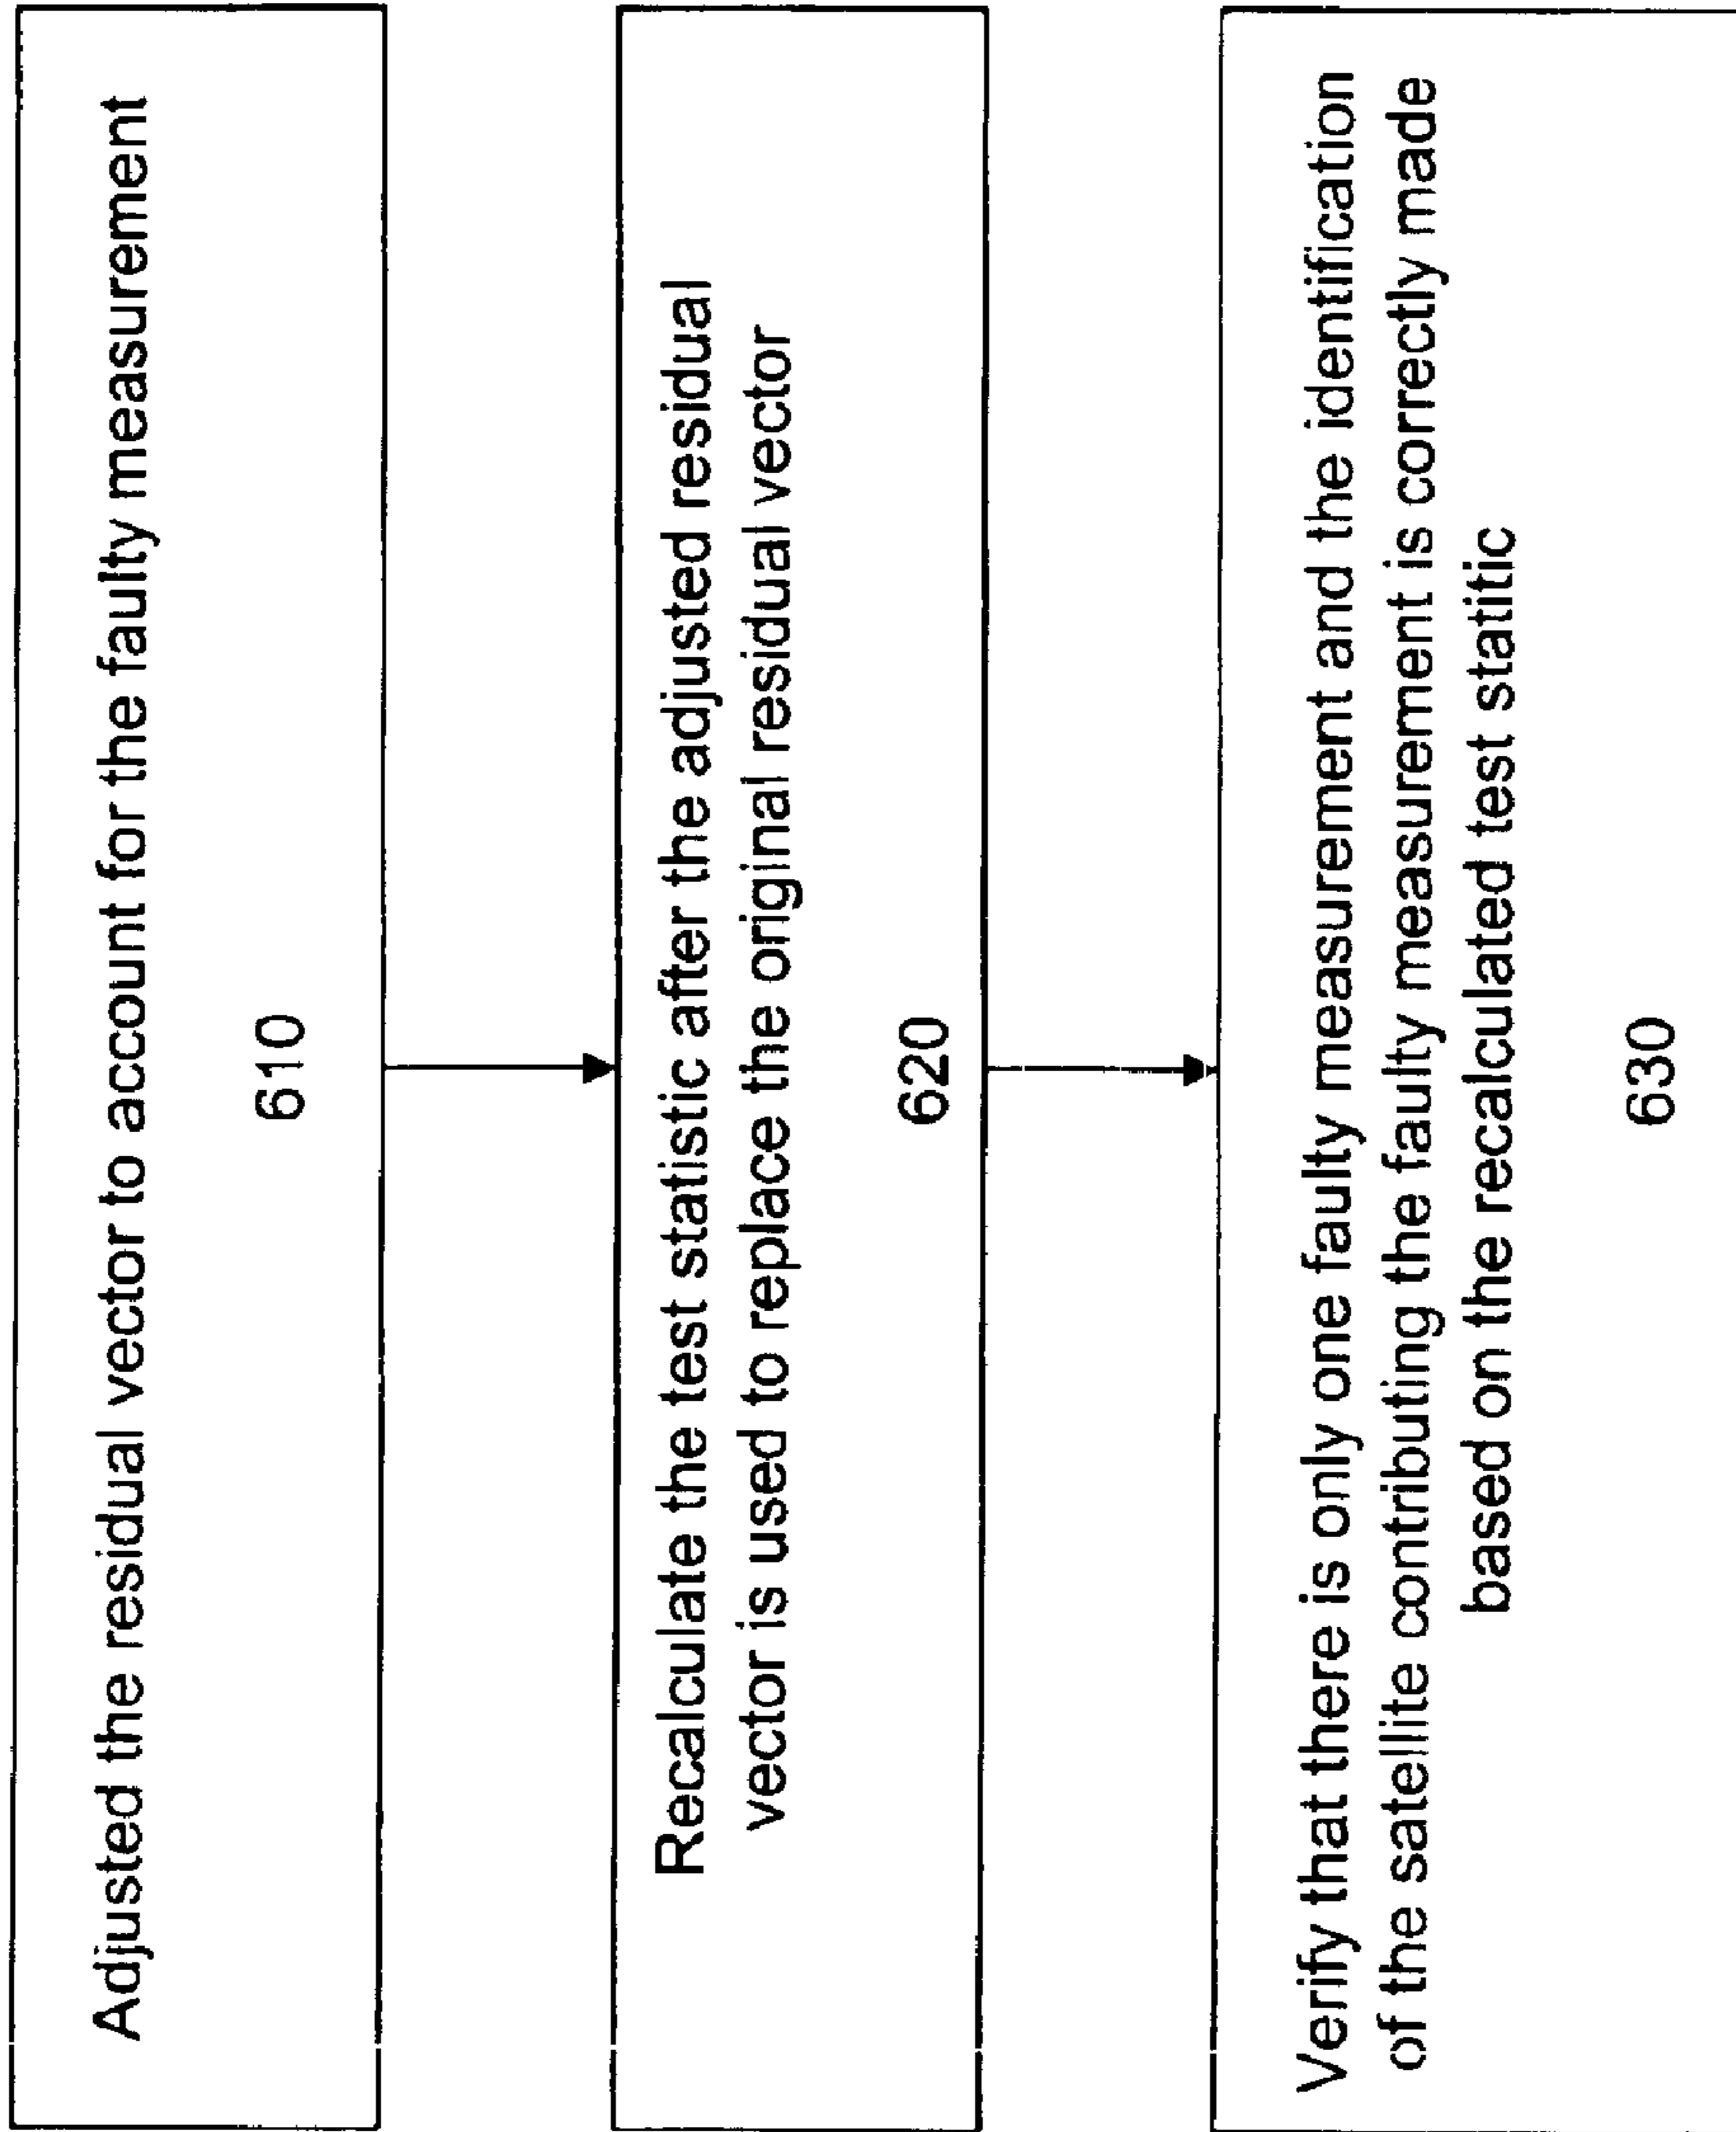 Adjusted the residual vector to account for the faulty measurement
610
Recalculate the test statistic after the adjusted residual
vector is used to replace the original residual vector
620
Verify that there is only one faulty measurement and the identification
of the satellite contributing the faulty measurement is correctly made
based on the recalculated test statitic
630